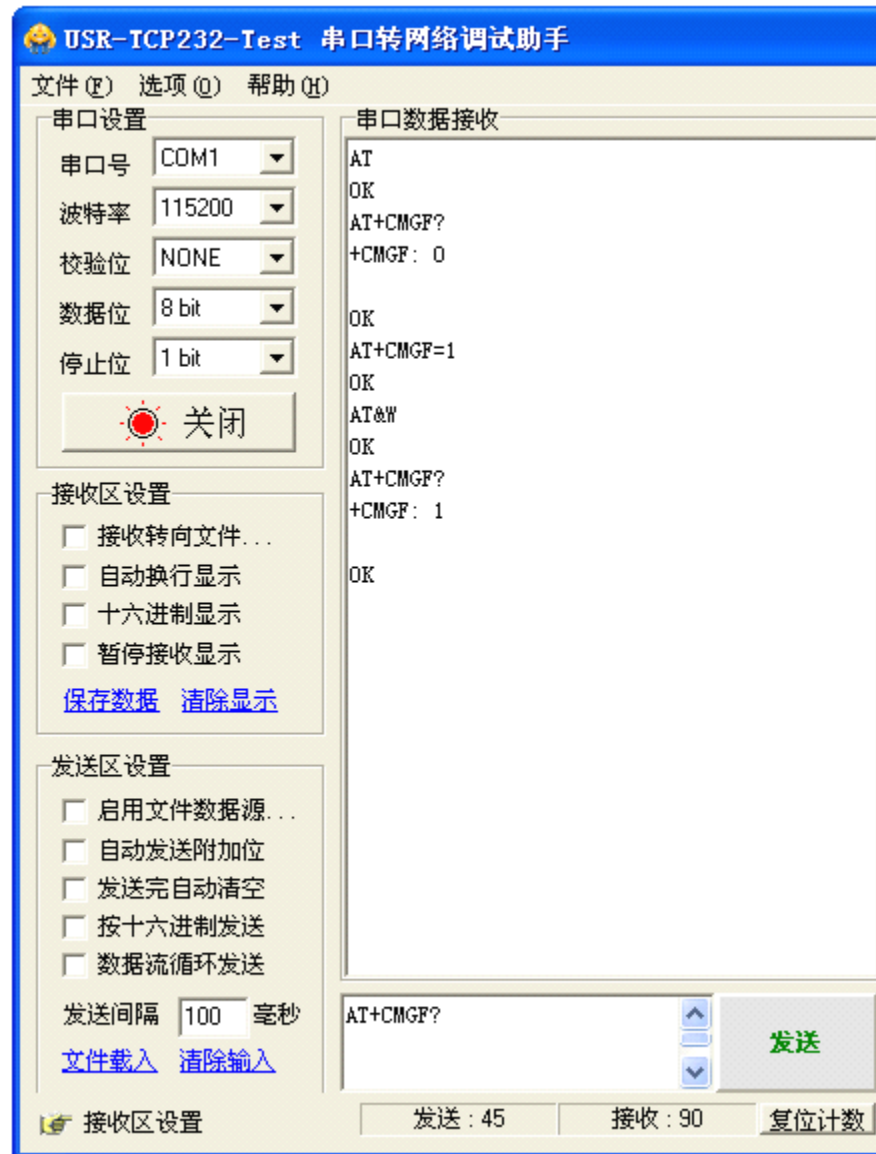 USR-TCP232-Test 串口转网络调试助手
文件(F) 选项(O) 帮助(H)
串口设置
串口号 COM1
波特率 115200
校验位 NONE
数据位 8 bit
停止位 1 bit
关闭
接收区设置
接收转向文件...
自动换行显示
十六进制显示
暂停接收显示
保存数据 清除显示
发送区设置
启用文件数据源...
自动发送附加位
发送完自动清空
按十六进制发送
数据流循环发送
发送间隔 100 毫秒
文件载入 清除输入
串口数据接收
AT
OK
AT+CMGF?
+CMGF: 0
OK
AT+CMGF=1
OK
AT&W
OK
AT+CMGF?
+CMGF: 1
OK
AT+CMGF?
发送
接收区设置
发送 : 45
接收 : 90
复位计数